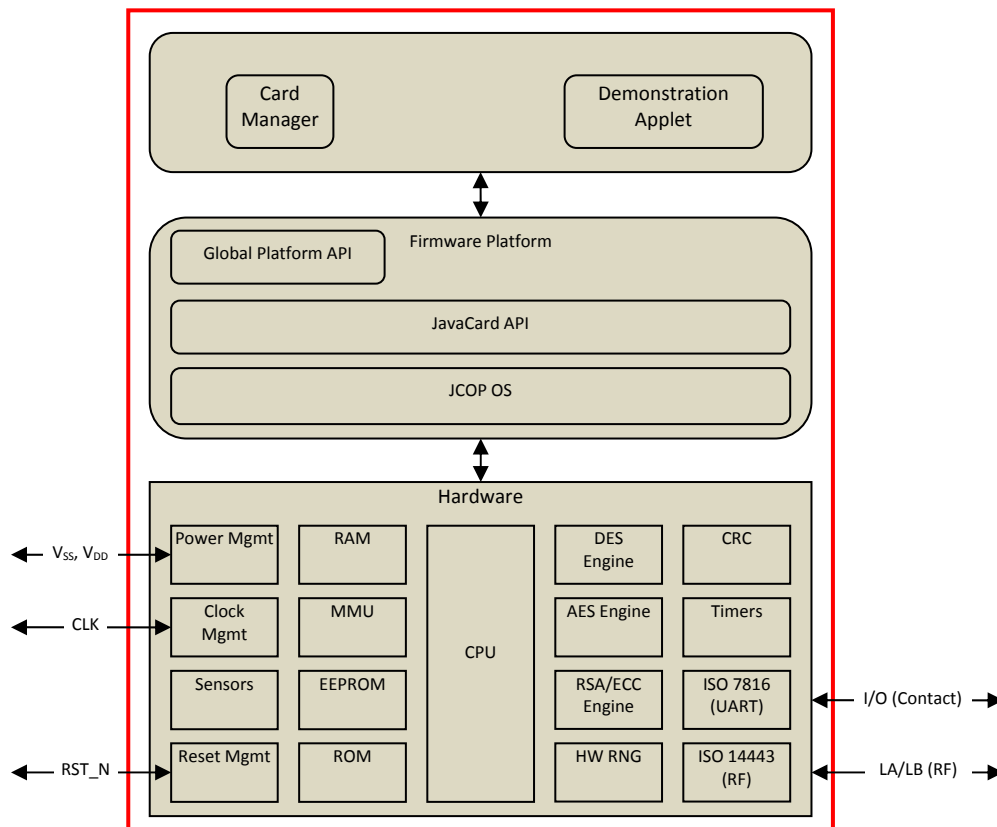 Card
Manager
Demonstration
Applet
Firmware Platform
Global Platform API
JavaCard API
JCOP OS
Hardware
Power Mgmt
RAM
CPU
DES
Engine
CRC
Clock
Mgmt
MMU
AES Engine
Timers
Sensors
EEPROM
RSA/ECC
Engine
ISO 7816
(UART)
Reset Mgmt
ROM
HW RNG
ISO 14443
(RF)
VSS, VDD
CLK
RST_N
I/O (Contact)
LA/LB (RF)